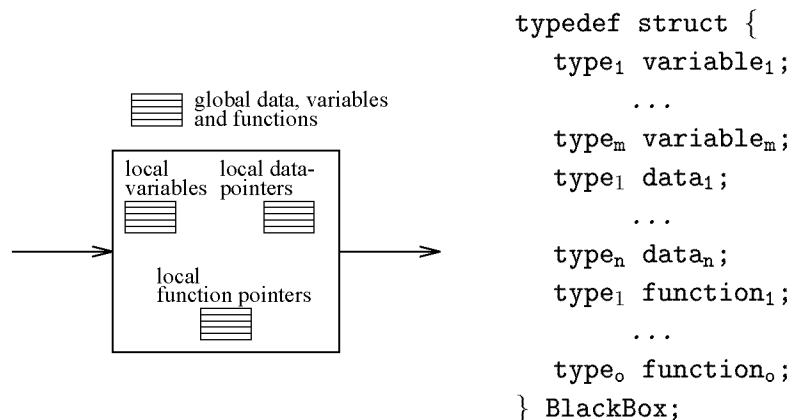 global data, variables
and functions
local
variables
local data-
pointers
local
function pointers
typedef struct {
type₁ variable₁;
...
typeₘ variableₘ;
type₁ data₁;
...
typeₙ dataₙ;
type₁ function₁;
...
typeₒ functionₒ;
} BlackBox;